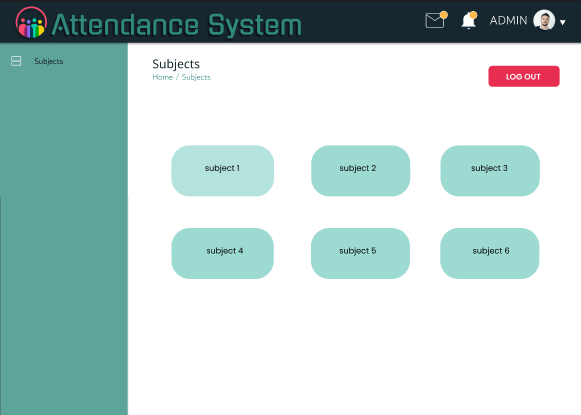 Attendance System
ADMIN
Subjects
Subjects
Home / Subjects
LOG OUT
subject 1
subject 2
subject 3
subject 4
subject 5
subject 6